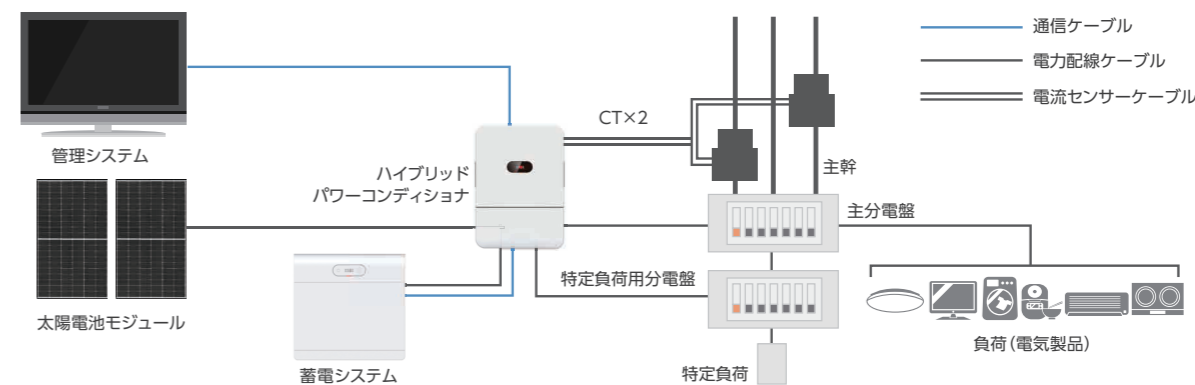 通信ケーブル
電力配線ケーブル
電流センサーケーブル
CT×2
管理システム
主幹
ハイブリッド
パワーコンディショナ
主分電盤
特定負荷用分電盤
太陽電池モジュール
負荷(電気製品)
蓄電システム
特定負荷